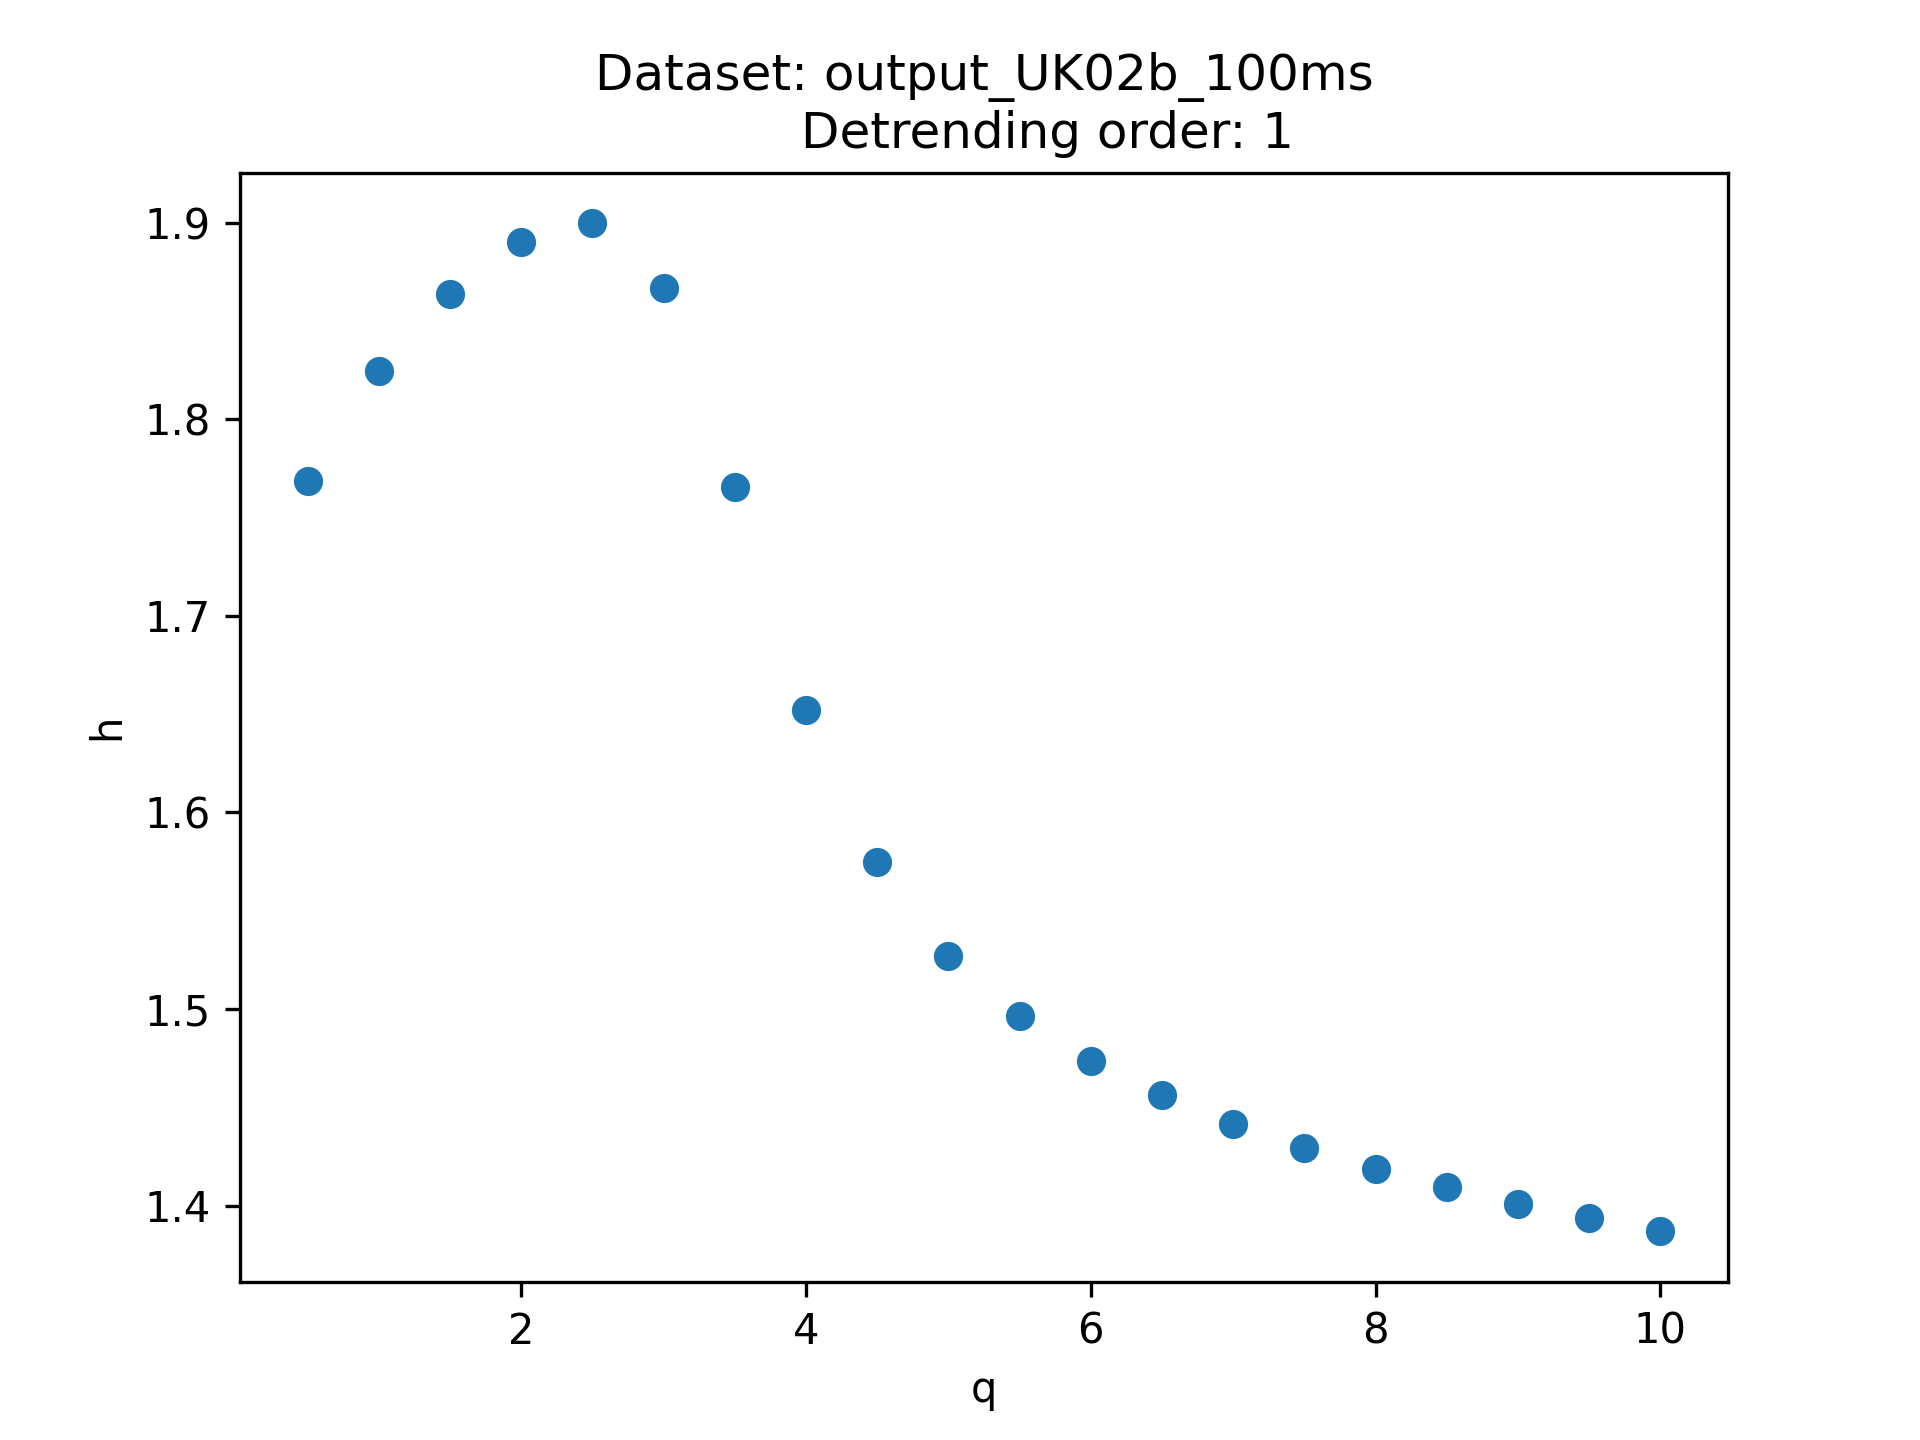 Dataset: output_UK02b_100ms
Detrending order: 1
1.9
1.8
1.7
1.6
1.5
1.4
h
2 4 6 8 10
q